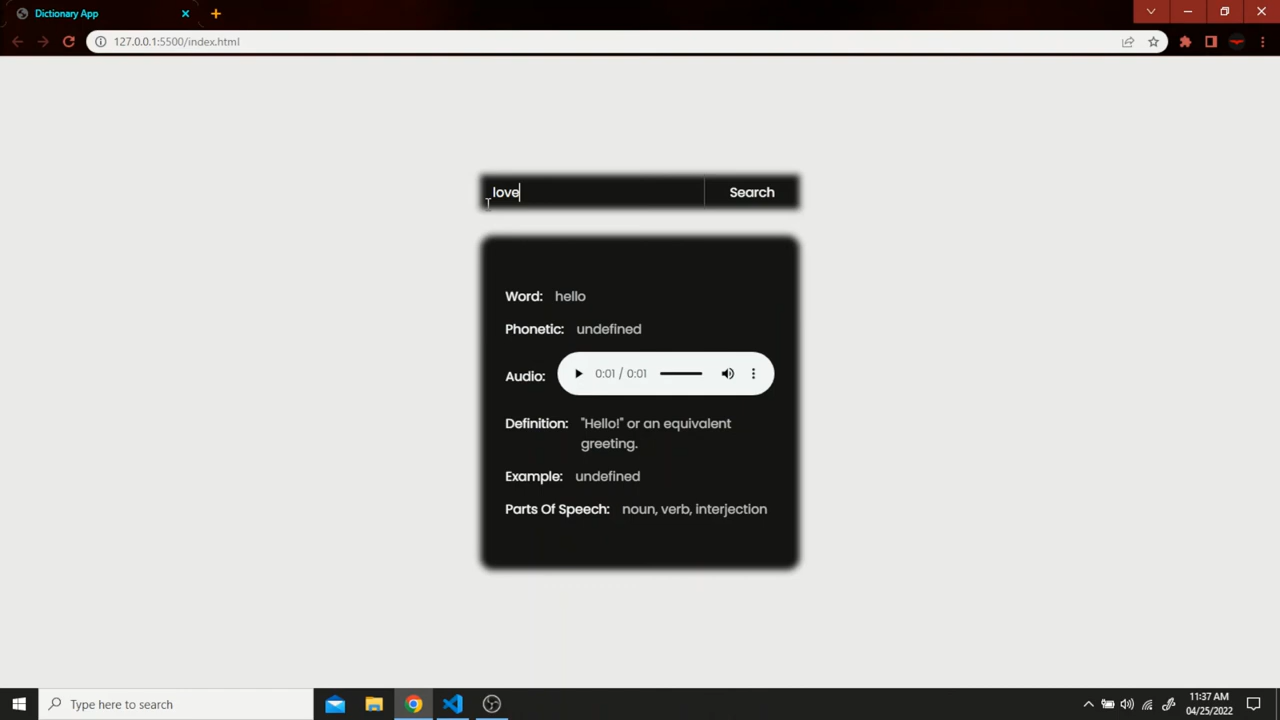 Dictionary App
127.0.0.1:5500/index.html
love
Search
Word: hello
Phonetic: undefined
Audio: 0:01 / 0:01
Definition: "Hello!" or an equivalent
greeting.
Example: undefined
Parts Of Speech: noun, verb, interjection
Type here to search
11:37 AM
04/25/2022